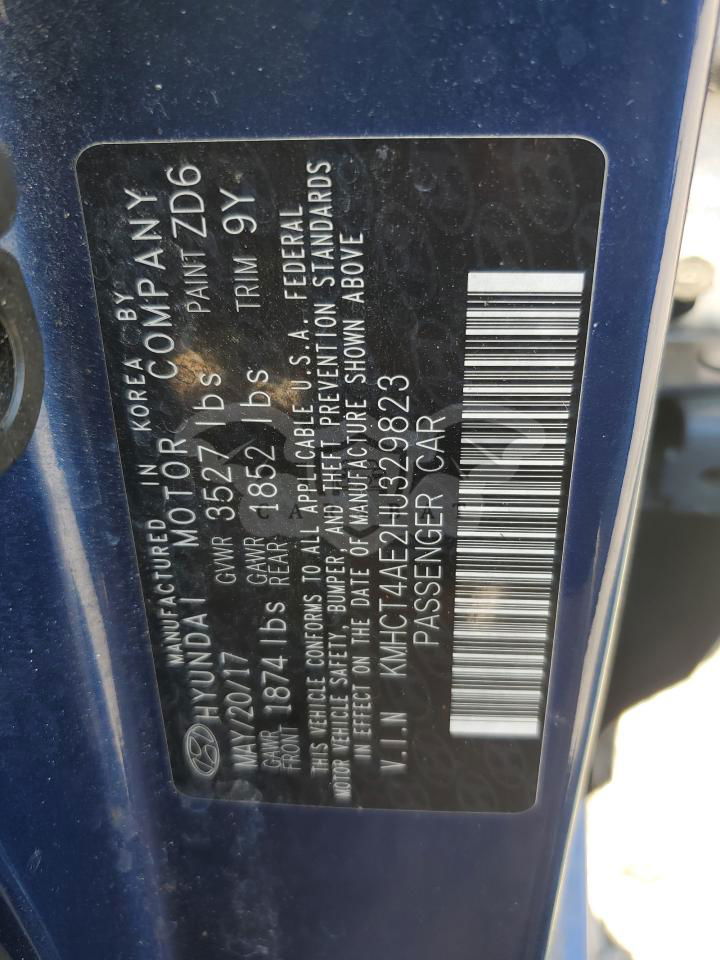 MANUFACTURED IN KOREA BY
HYUNDAI MOTOR COMPANY
MAY/20/17 GVWR 3527 lbs PAINT ZD6
GAWR FRONT 1874 lbs GAWR REAR 1852 lbs TRIM 9Y
THIS VEHICLE CONFORMS TO ALL APPLICABLE U.S.A. FEDERAL
MOTOR VEHICLE SAFETY, BUMPER, AND THEFT PREVENTION STANDARDS
IN EFFECT ON THE DATE OF MANUFACTURE SHOWN ABOVE
V.I.N KMHCT4AE2HU329823
PASSENGER CAR